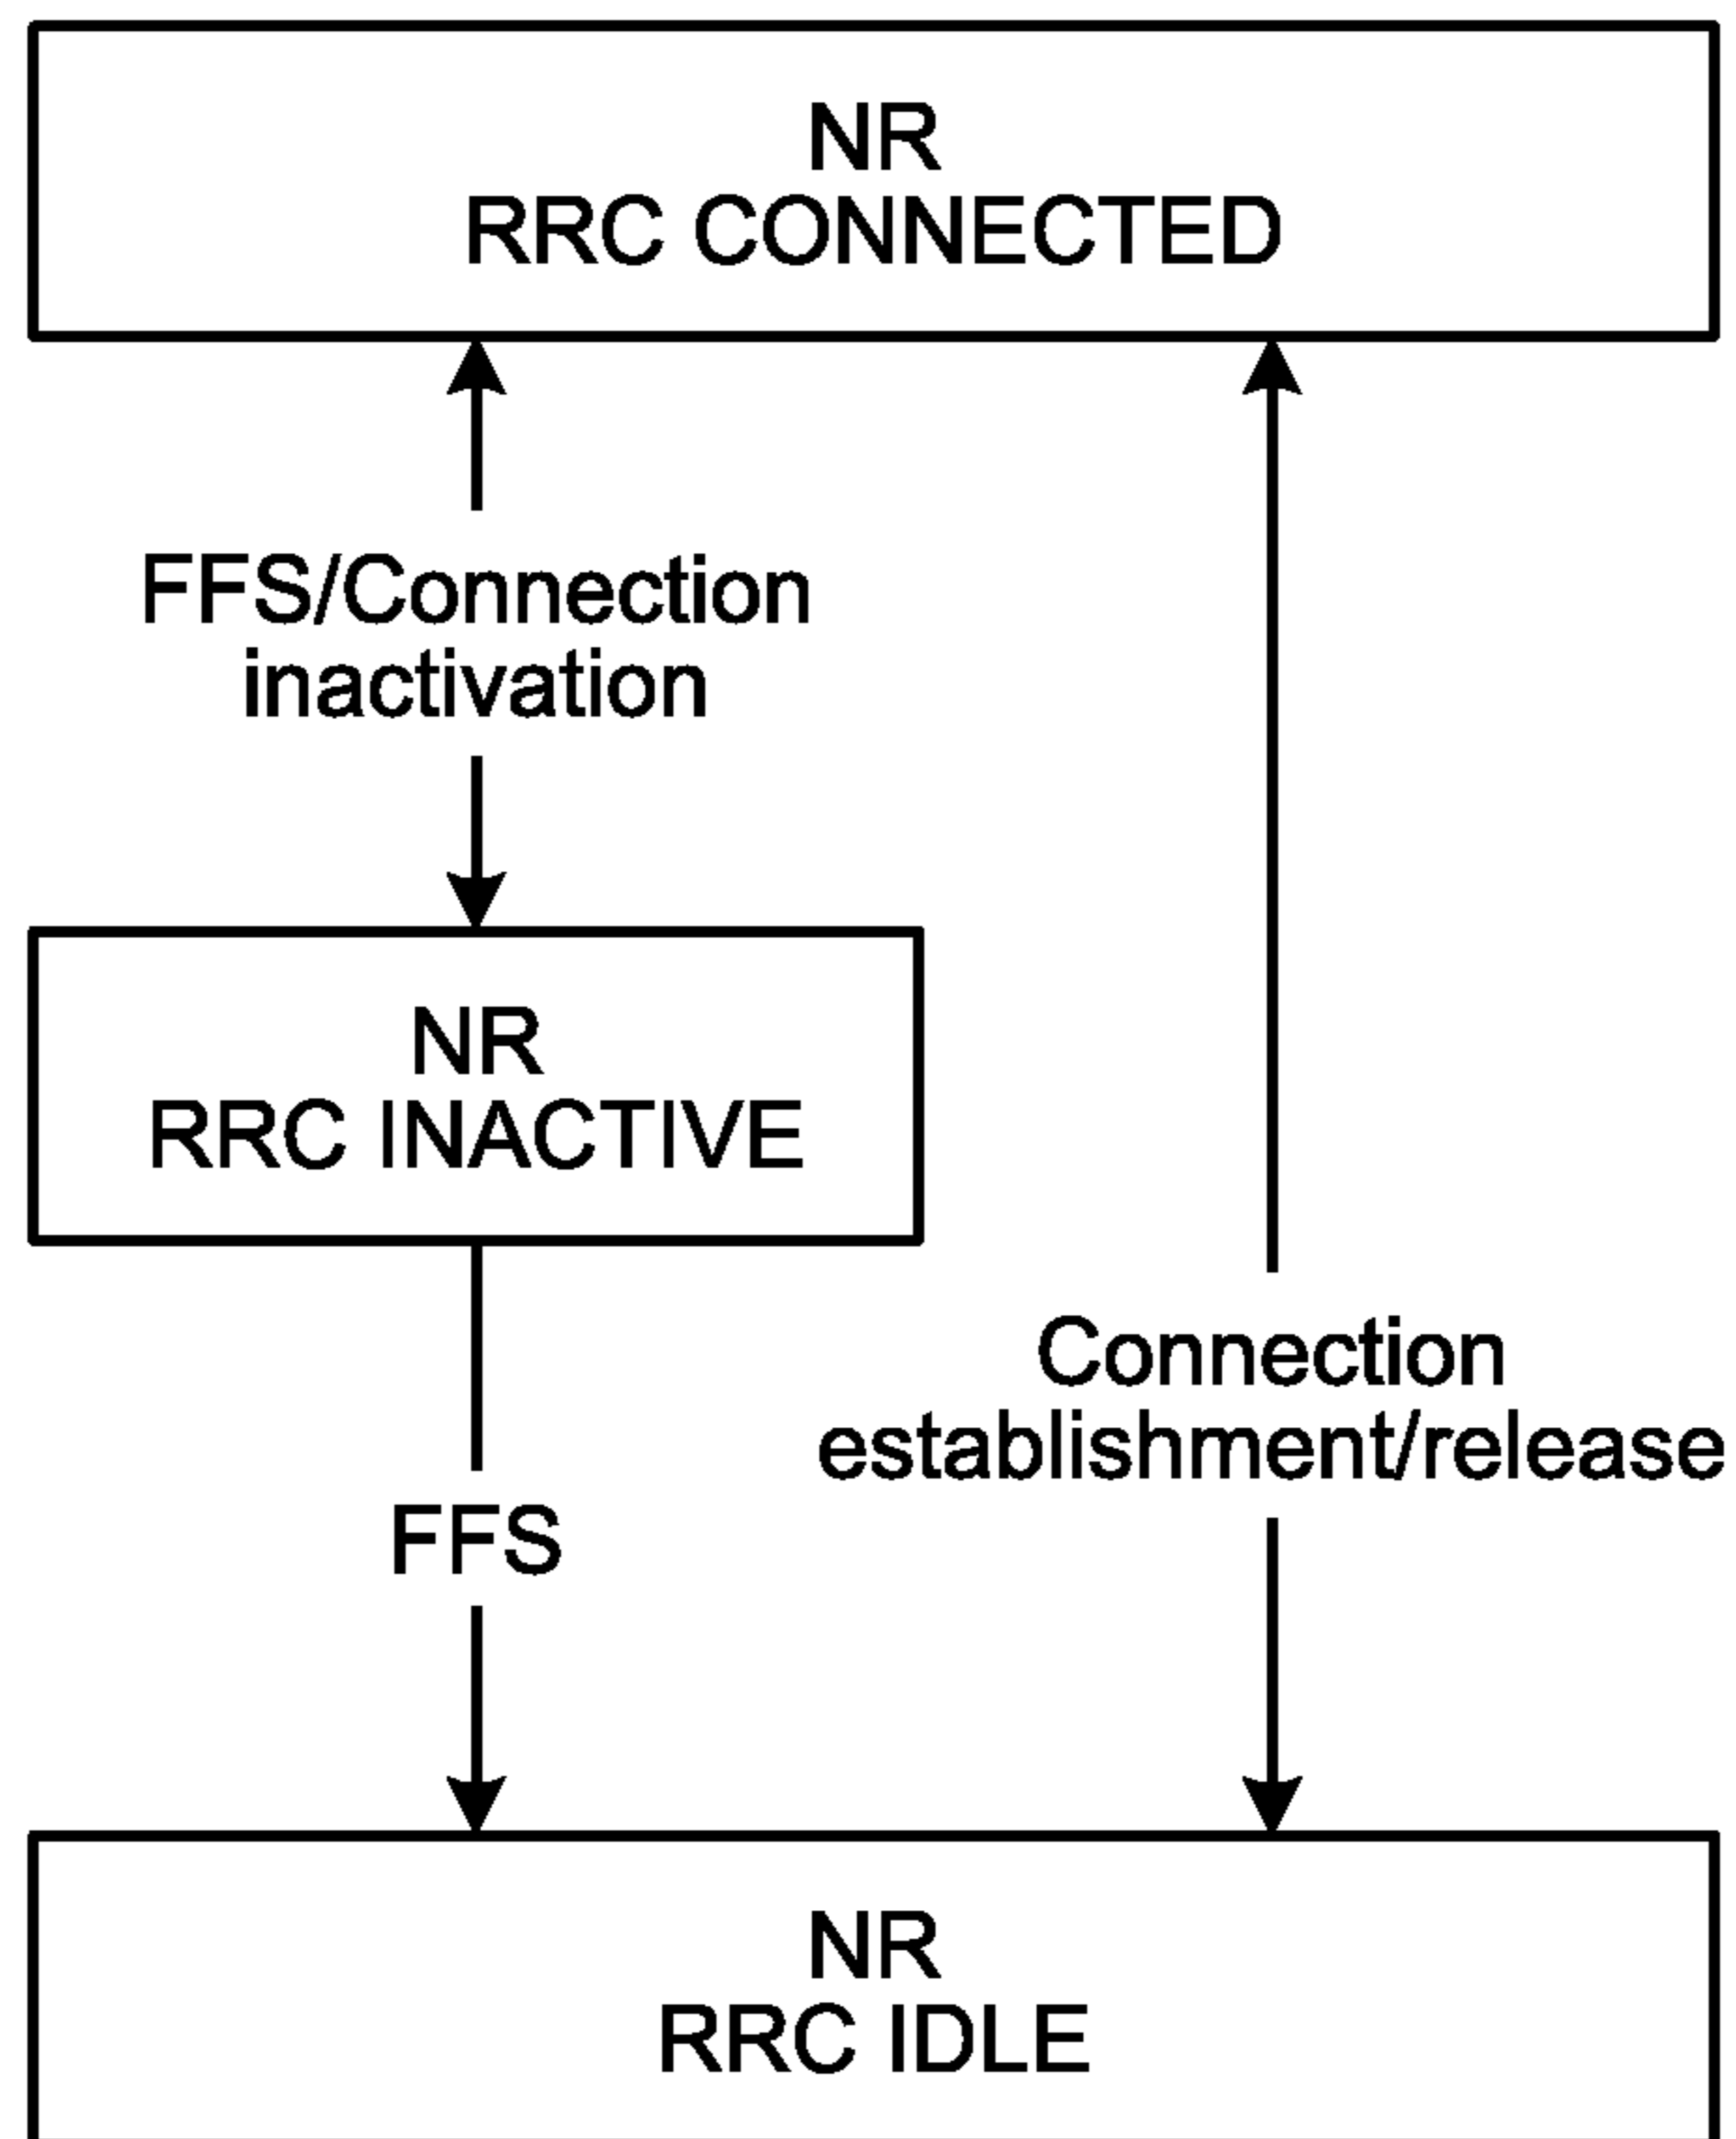 NR
RRC CONNECTED
FFS/Connection
inactivation
NR
RRC INACTIVE
Connection
establishment/release
FFS
NR
RRC IDLE